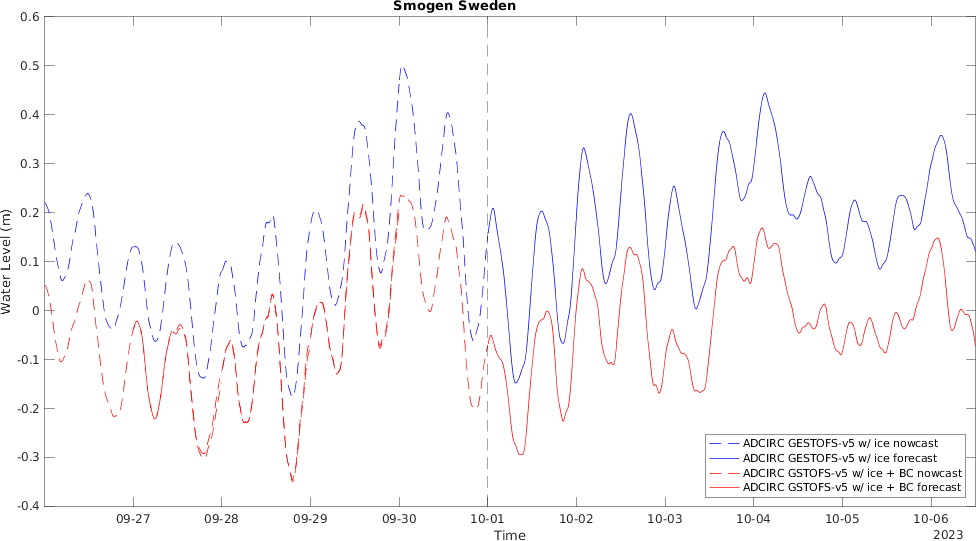 Smogen Sweden
Water Level (m)
0.6
0.5
0.4
0.3
0.2
0.1
0
-0.1
-0.2
-0.3
-0.4
ADCIRC GESTOFS-v5 w/ ice nowcast
ADCIRC GESTOFS-v5 w/ ice forecast
ADCIRC GSTOFS-v5 w/ ice + BC nowcast
ADCIRC GSTOFS-v5 w/ ice + BC forecast
09-27 09-28 09-29 09-30 10-01 10-02 10-03 10-04 10-05 10-06
Time
2023